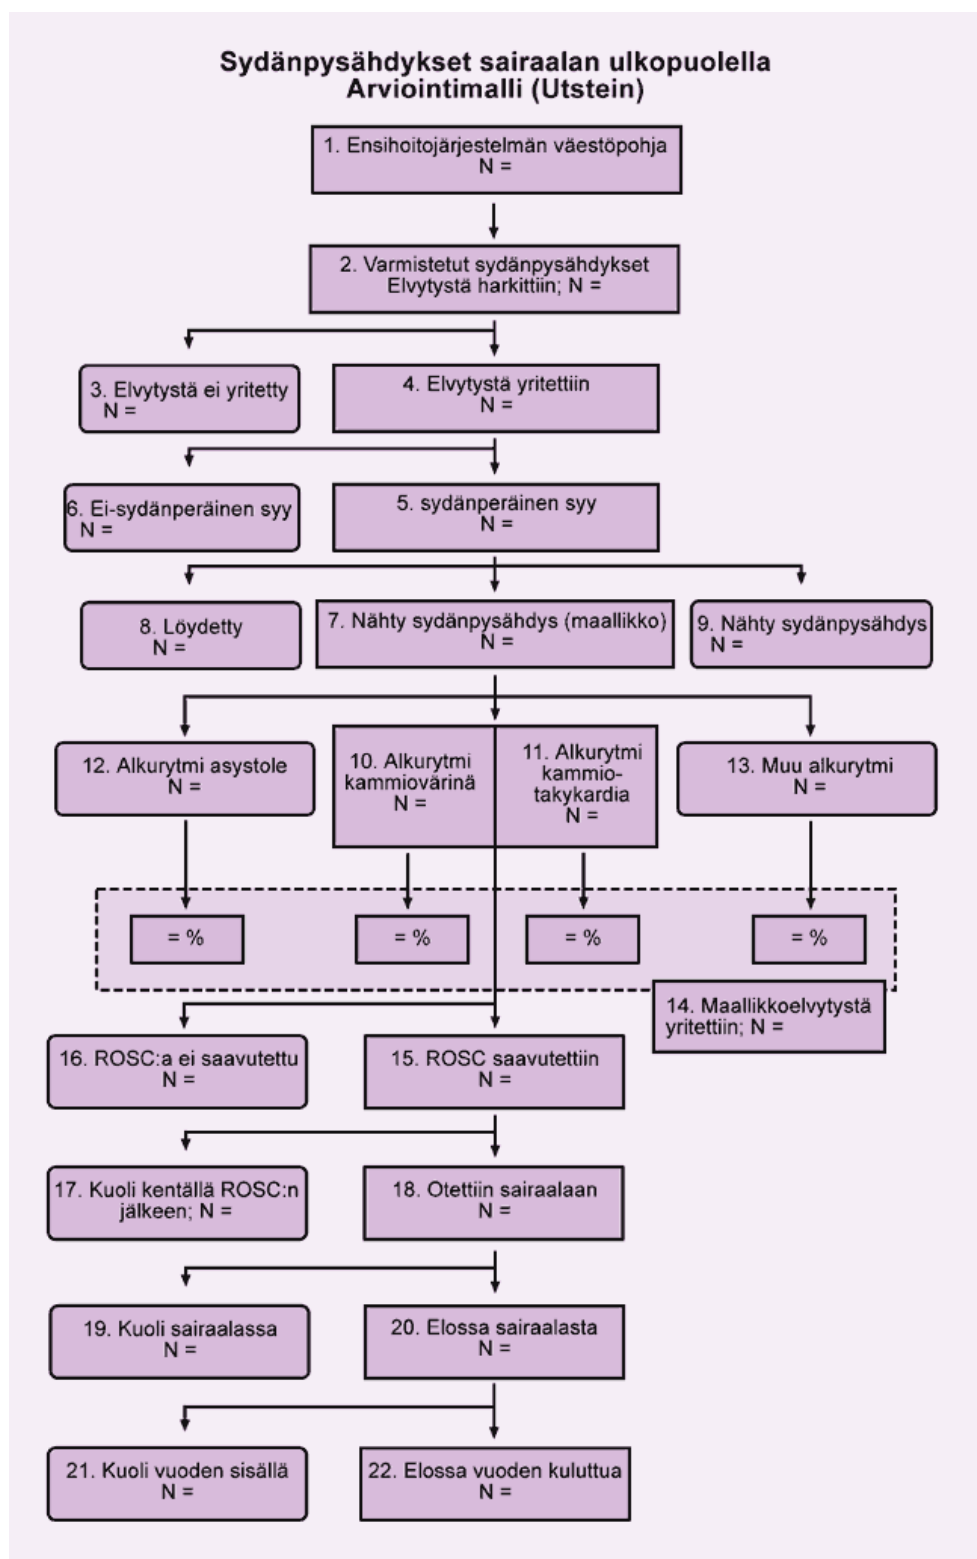 Sydänpysähdykset sairaalan ulkopuolella
Arviointimalli (Utstein)
1. Ensihoitojärjestelmän väestöpohja
N =
2. Varmistetut sydänpysähdykset
Elvytystä harkittiin; N =
3. Elvytystä ei yritetty
N =
4. Elvytystä yritettiin
N =
6. Ei-sydänperäinen syy
N =
5. sydänperäinen syy
N =
8. Löydetty
N =
7. Nähty sydänpysähdys (maallikko)
N =
9. Nähty sydänpysähdys
N =
12. Alkurytmi asystole
N =
10. Alkurytmi
kammiovärinä
N =
11. Alkurytmi
kammio-
takykardia
N =
13. Muu alkurytmi
N =
= %
= %
= %
= %
14. Maallikkoelvytystä
yritettiin; N =
16. ROSC:a ei saavutettu
N =
15. ROSC saavutettiin
N =
17. Kuoli kentällä ROSC:n
jälkeen; N =
18. Otettiin sairaalaan
N =
19. Kuoli sairaalassa
N =
20. Elossa sairaalasta
N =
21. Kuoli vuoden sisällä
N =
22. Elossa vuoden kuluttua
N =